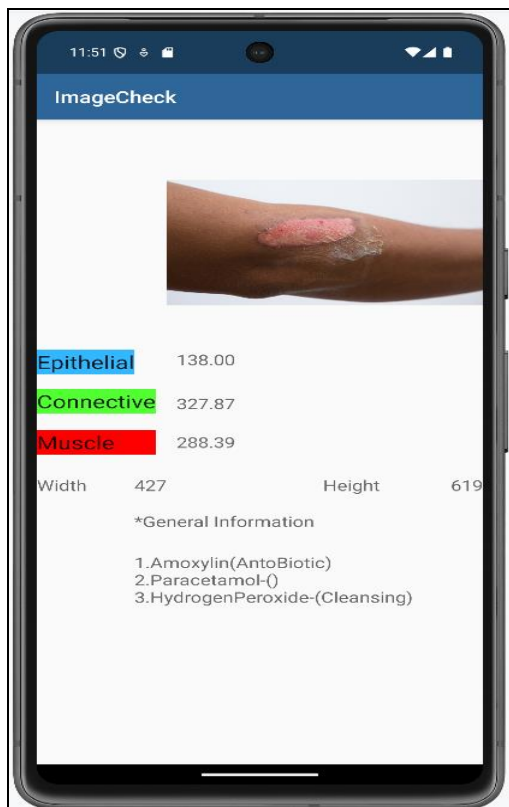 11:51
ImageCheck
Epithelial 138.00
Connective 327.87
Muscle 288.39
Width 427 Height 619
*General Information
1.Amoxylin(AntoBiotic)
2.Paracetamol-()
3.HydrogenPeroxide-(Cleansing)